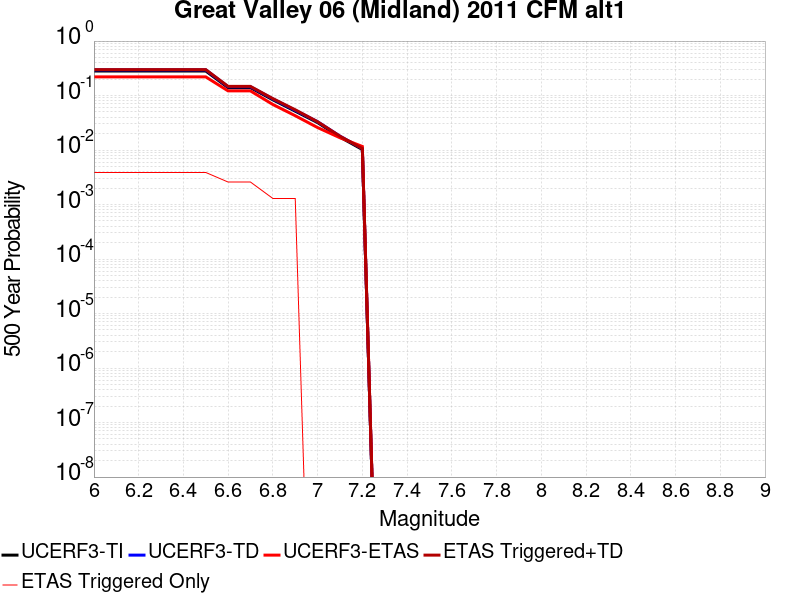 Great Valley 06 (Midland) 2011 CFM alt1
500 Year Probability
10^0
10^-1
10^-2
10^-3
10^-4
10^-5
10^-6
10^-7
10^-8
6 6.2 6.4 6.6 6.8 7 7.2 7.4 7.6 7.8 8 8.2 8.4 8.6 8.8 9
Magnitude
UCERF3-TI UCERF3-TD UCERF3-ETAS ETAS Triggered+TD
ETAS Triggered Only